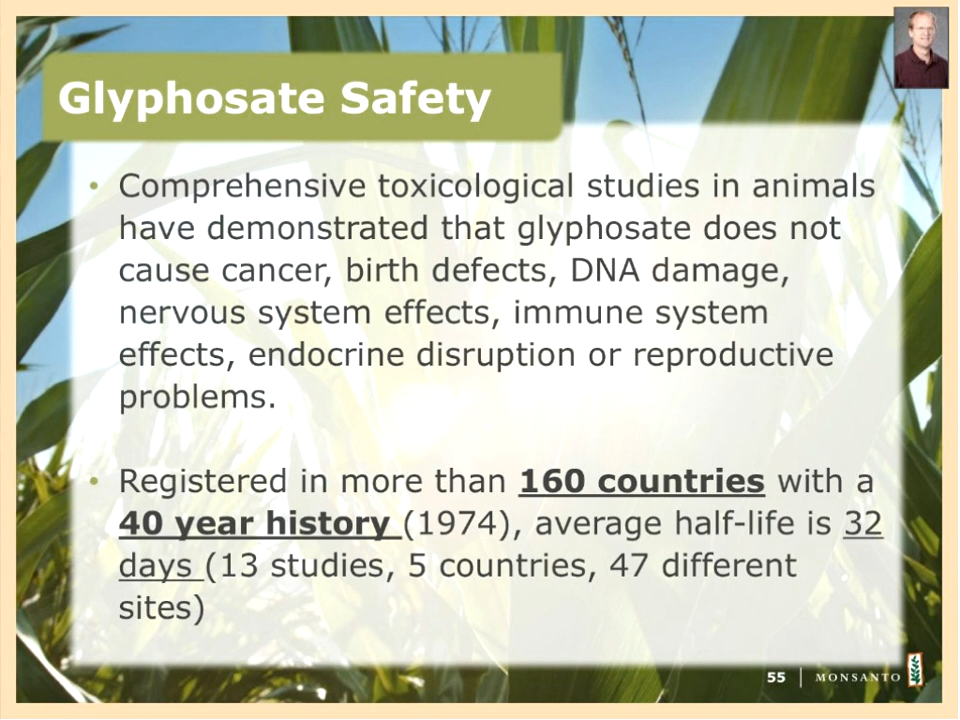 Glyphosate Safety
• Comprehensive toxicological studies in animals
have demonstrated that glyphosate does not
cause cancer, birth defects, DNA damage,
nervous system effects, immune system
effects, endocrine disruption or reproductive
problems.
• Registered in more than 160 countries with a
40 year history (1974), average half-life is 32
days (13 studies, 5 countries, 47 different
sites)
55 | MONSANTO